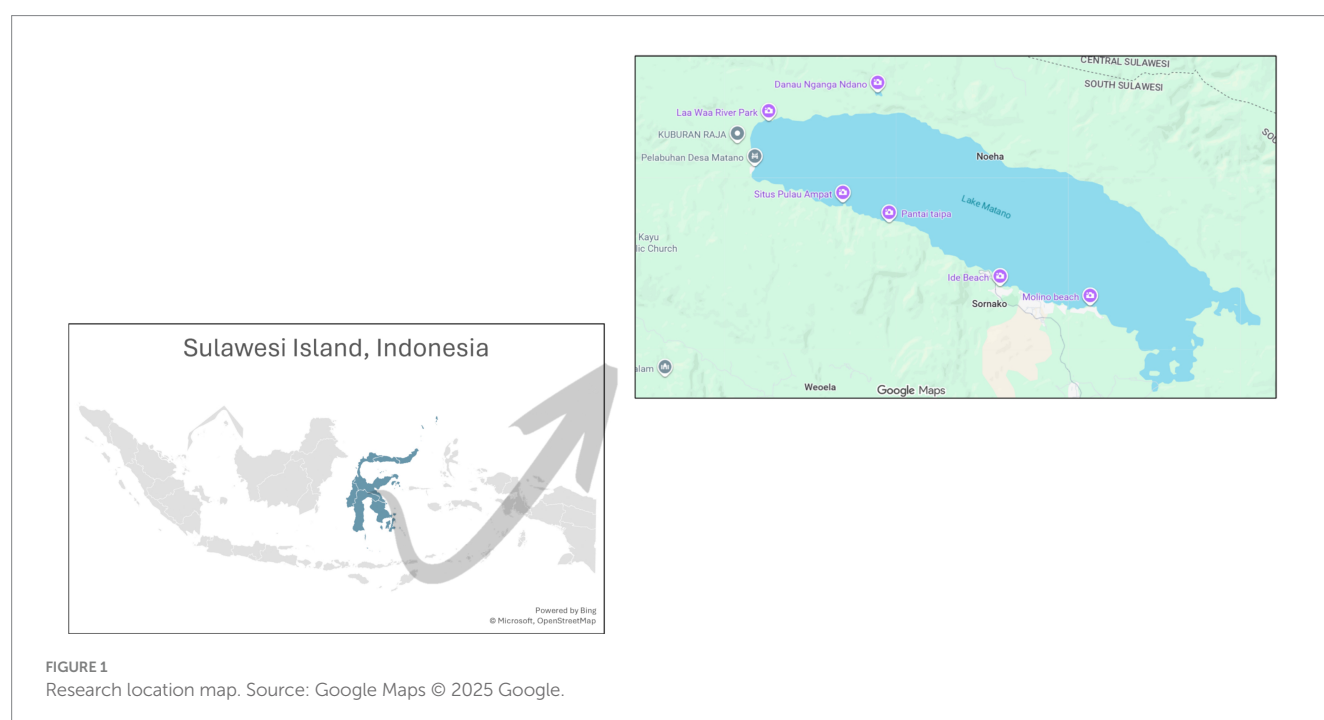 CENTRAL SULAWESI
SOUTH SULAWESI
Danau Nganga Ndano
Laa Waa River Park
KUBURAN RAJA
Pelabuhan Desa Matano
Noeha
Situs Pulau Ampat
Lake Matano
Pantai taipa
Kayu
lic Church
Ide Beach
Molino beach
Sornako
alam
Weoela
Google Maps
Sulawesi Island, Indonesia
Powered by Bing
© Microsoft, OpenStreetMap
FIGURE 1
Research location map. Source: Google Maps © 2025 Google.